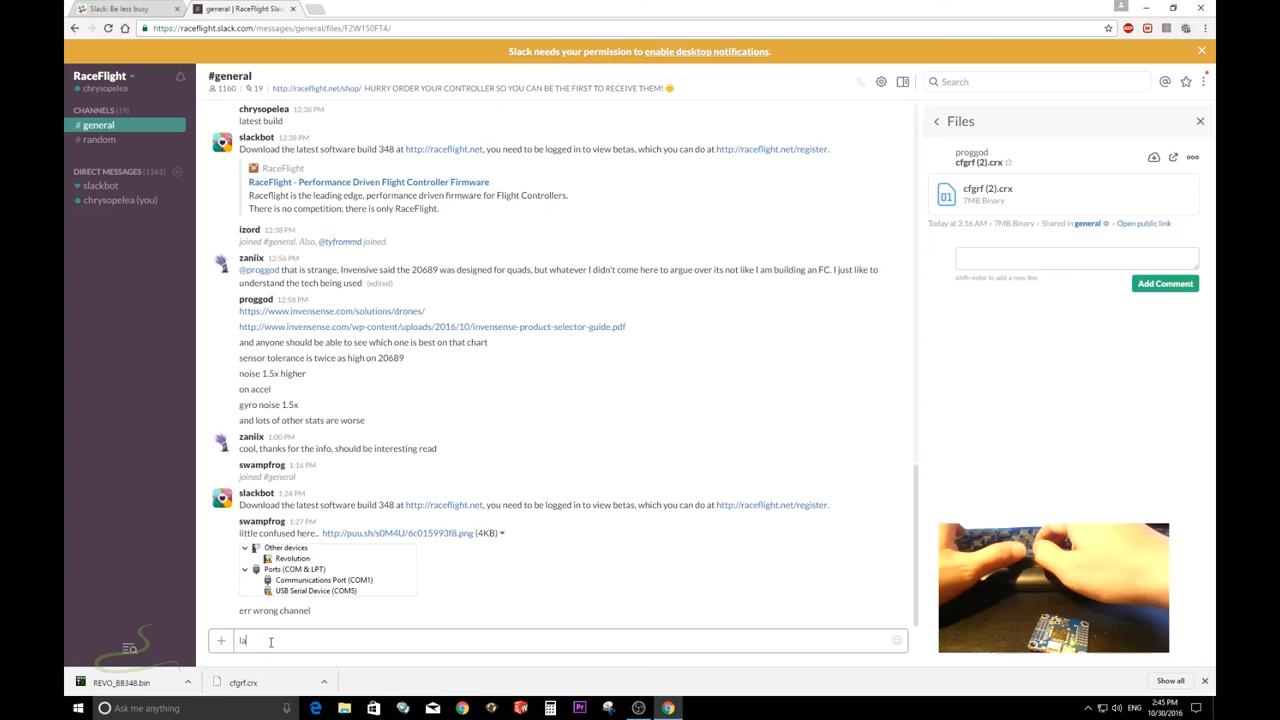 Slack: Be less busy
general | RaceFlight Slac
https://raceflight.slack.com/messages/general/files/F2W150FT4/
Slack needs your permission to enable desktop notifications.
RaceFlight
chrysopelea
CHANNELS (19)
# general
# random
DIRECT MESSAGES (1161)
slackbot
chrysopelea (you)
#general
1160
19
http://raceflight.net/shop/ HURRY ORDER YOUR CONTROLLER SO YOU CAN BE THE FIRST TO RECEIVE THEM!
Search
chrysopelea 12:38 PM
latest build
slackbot 12:38 PM
Download the latest software build 348 at http://raceflight.net, you need to be logged in to view betas, which you can do at http://raceflight.net/register.
RaceFlight
RaceFlight - Performance Driven Flight Controller Firmware
Raceflight is the leading edge, performance driven firmware for Flight Controllers.
There is no competition; there is only RaceFlight.
izord 12:38 PM
joined #general. Also, @tyfrommd joined.
zaniix 12:56 PM
@proggod that is strange, Invensive said the 20689 was designed for quads, but whatever I didn't come here to argue over its not like I am building an FC. I just like to
understand the tech being used (edited)
proggod 12:58 PM
https://www.invensense.com/solutions/drones/
http://www.invensense.com/wp-content/uploads/2016/10/invensense-product-selector-guide.pdf
and anyone should be able to see which one is best on that chart
sensor tolerance is twice as high on 20689
noise 1.5x higher
on accel
gyro noise 1.5x
and lots of other stats are worse
zaniix 1:00 PM
cool, thanks for the info, should be interesting read
swampfrog 1:16 PM
joined #general
slackbot 1:24 PM
Download the latest software build 348 at http://raceflight.net, you need to be logged in to view betas, which you can do at http://raceflight.net/register.
swampfrog 1:27 PM
little confused here.. http://puu.sh/s0M4U/6c015993f8.png (4KB)
Other devices
Revolution
Ports (COM & LPT)
Communications Port (COM1)
USB Serial Device (COM5)
err wrong channel
la
Files
proggod
cfgrf (2).crx
01
cfgrf (2).crx
7MB Binary
Today at 3:16 AM • 7MB Binary • Shared in general • Open public link
shift+enter to add a new line
Add Comment
REVO_BB348.bin
cfgrf.crx
Show all
Ask me anything
ENG
2:45 PM
10/30/2016